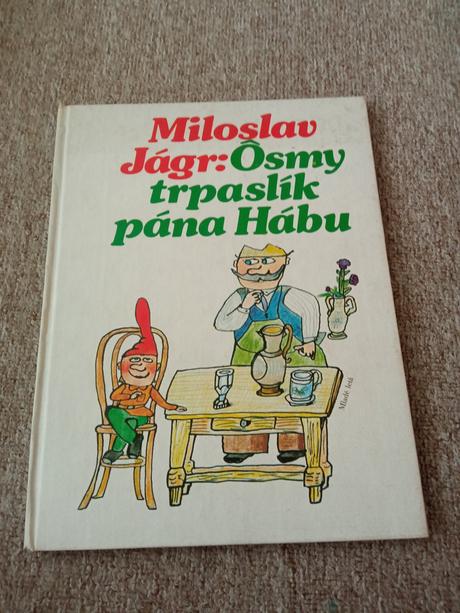 Miloslav
Jágr: Ôsmy
trpaslík
pána Hábu
Mladé letá